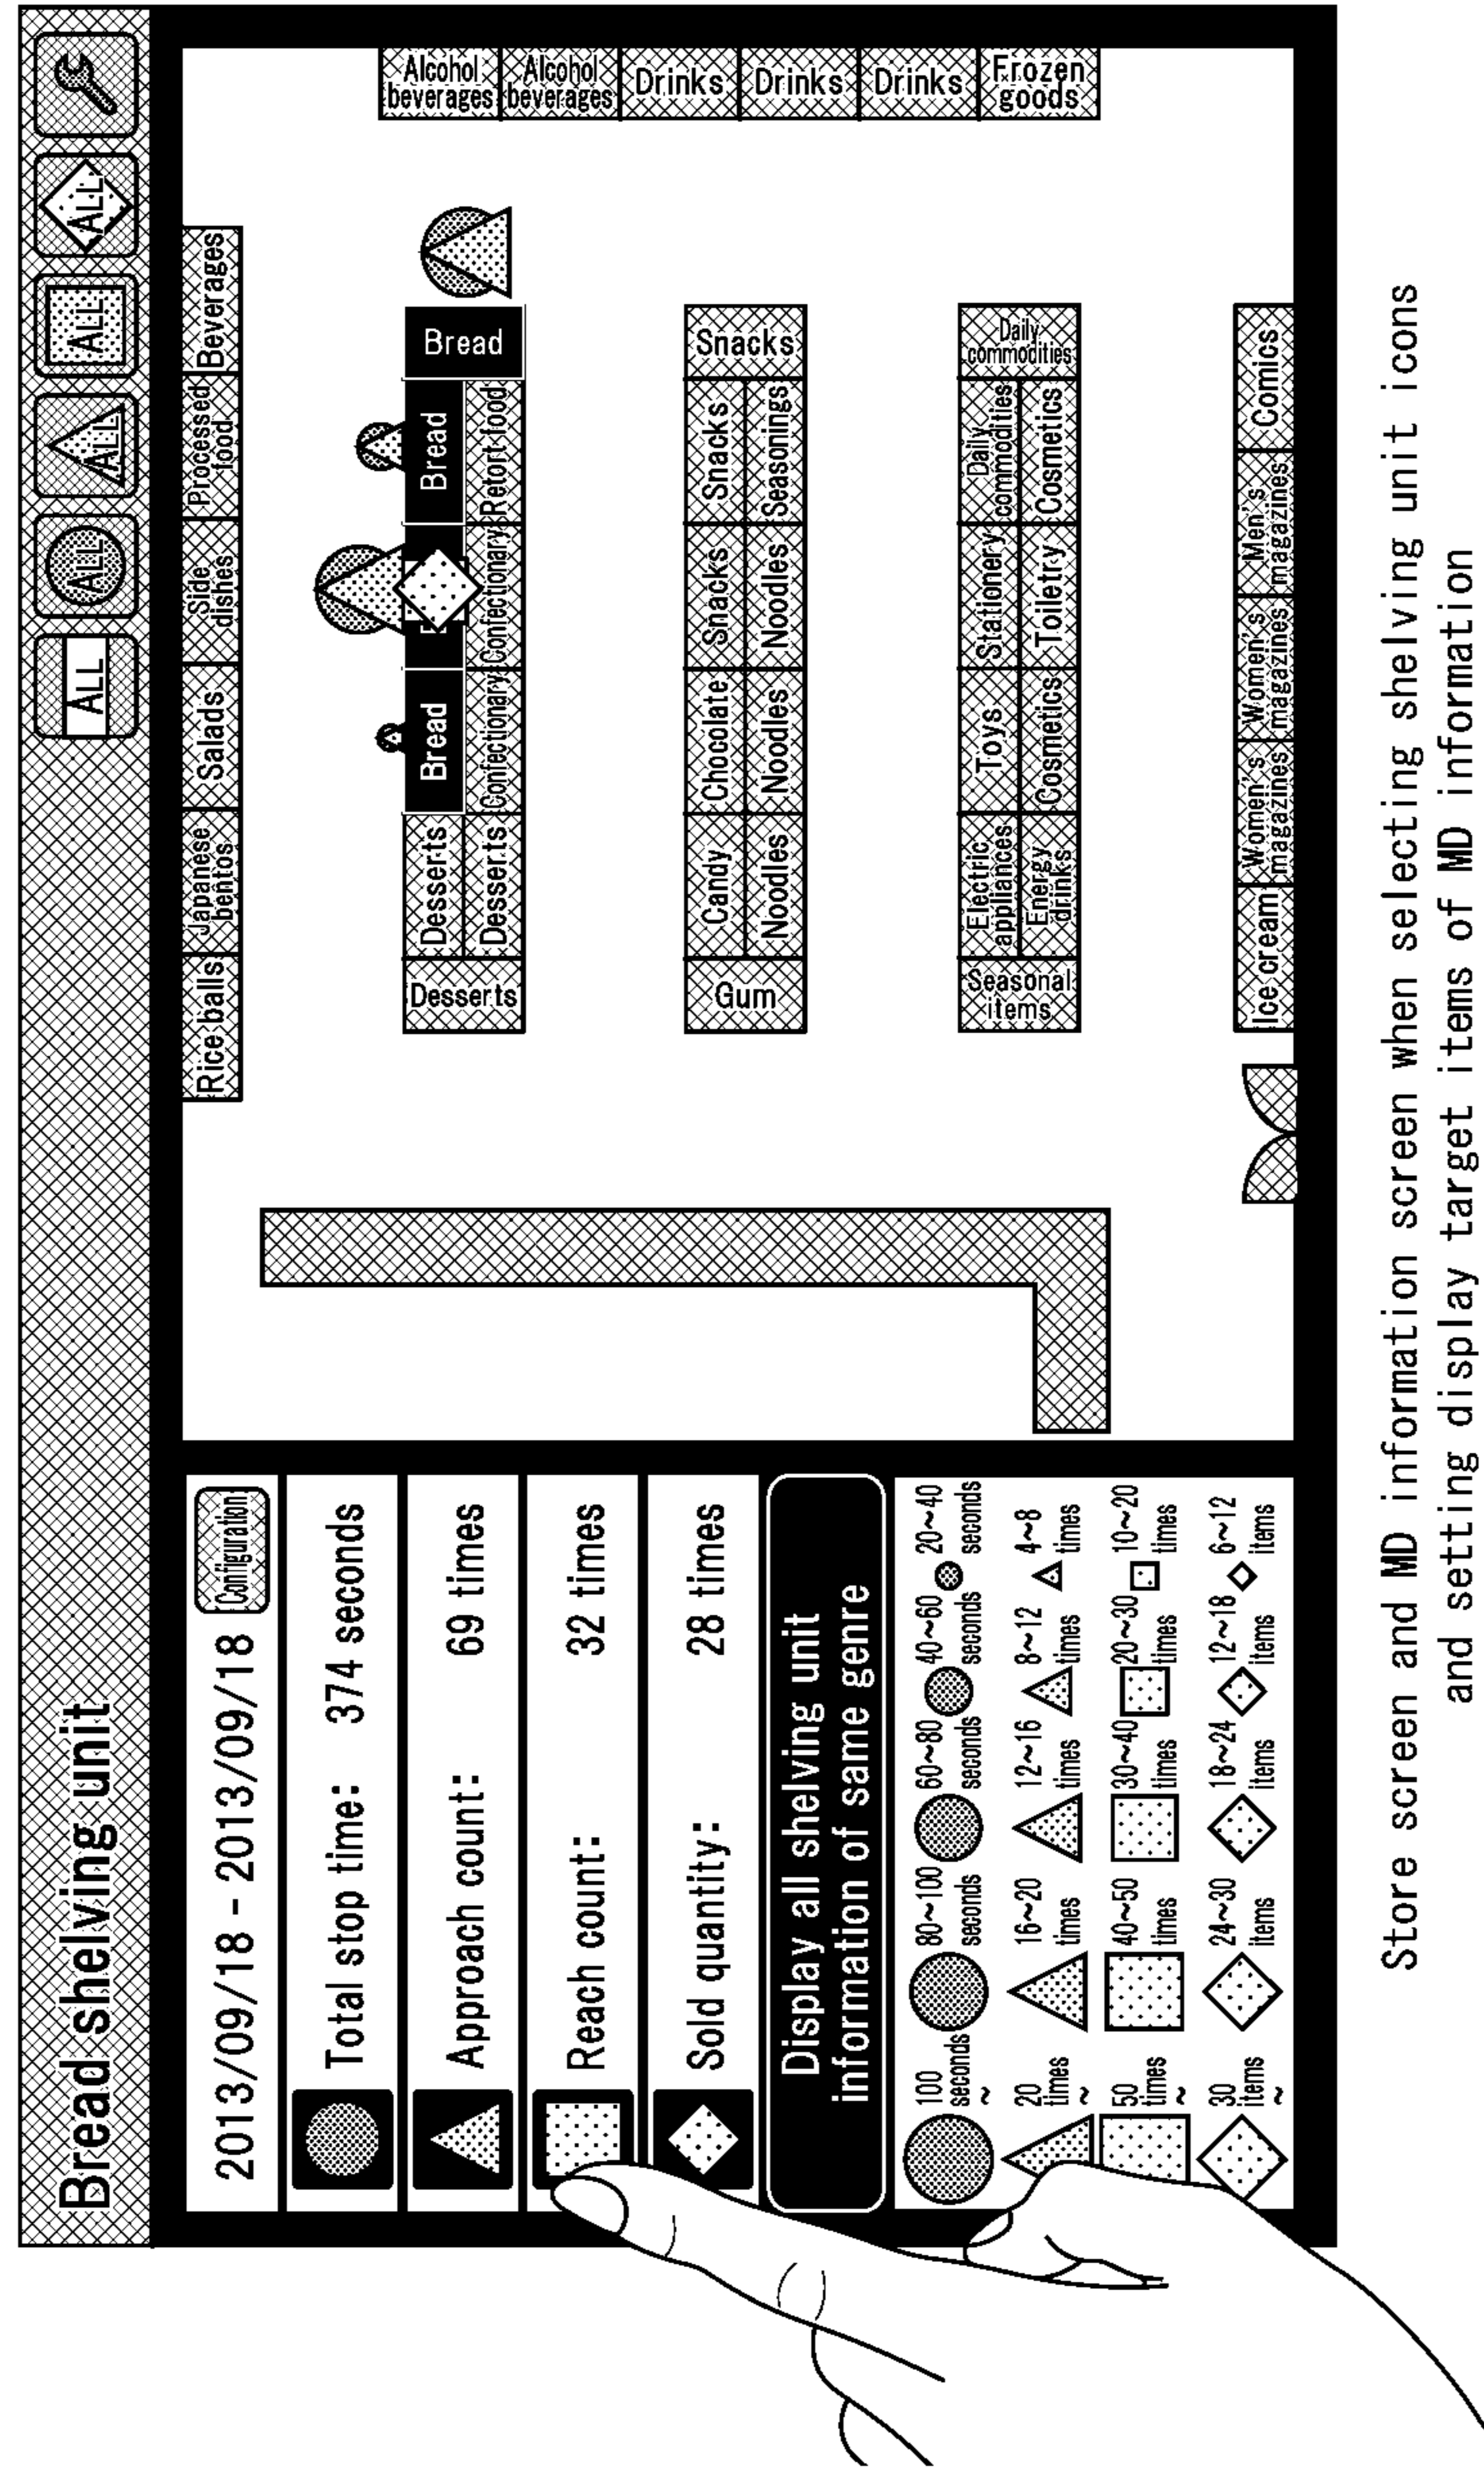 Bread shelving unit
ALL
ALL
ALL
ALL
ALL
2013/09/18 - 2013/09/18
Configuration
Total stop time: 374 seconds
Approach count: 69 times
Reach count: 32 times
Sold quantity: 28 times
Display all shelving unit
information of same genre
100
seconds
~
80~100
seconds
60~80
seconds
40~60
seconds
20~40
seconds
20
times
~
16~20
times
12~16
times
8~12
times
4~8
times
50
times
~
40~50
times
30~40
times
20~30
times
10~20
times
30
items
~
24~30
items
18~24
items
12~18
items
6~12
items
Rice balls
Japanese
bentos
Salads
Side
dishes
Processed
food
Beverages
Desserts
Desserts
Desserts
Bread
Bread
Bread
Confectionary
Confectionary
Retort food
Gum
Candy
Chocolate
Snacks
Snacks
Snacks
Noodles
Noodles
Noodles
Seasonings
Seasonal
items
Electric
appliances
Toys
Stationery
Daily
commodities
Daily
commodities
Energy
drinks
Cosmetics
Toiletry
Cosmetics
Ice cream
Women's
magazines
Women's
magazines
Men's
magazines
Comics
Alcohol
beverages
Alcohol
beverages
Drinks
Drinks
Drinks
Frozen
goods
Store screen and MD information screen when selecting shelving unit icons
and setting display target items of MD information